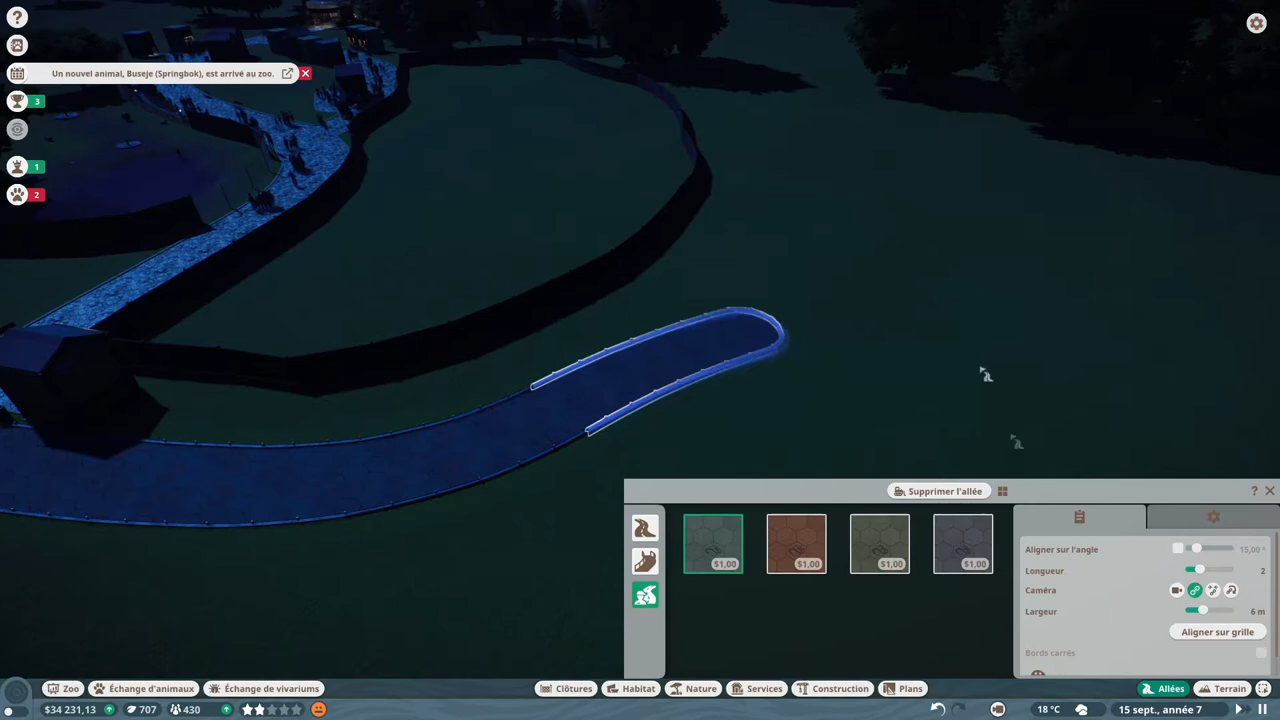 ?
Un nouvel animal, Buseje (Springbok), est arrivé au zoo.
3
1
2
Supprimer l'allée
?
$1,00
$1,00
$1,00
$1,00
Aligner sur l'angle
15,00 °
Longueur
2
Caméra
Largeur
6 m
Aligner sur grille
Bords carrés
Zoo
Échange d'animaux
Échange de vivariums
Clôtures
Habitat
Nature
Services
Construction
Plans
Allées
Terrain
$34 231,13
707
430
18 °C
15 sept., année 7